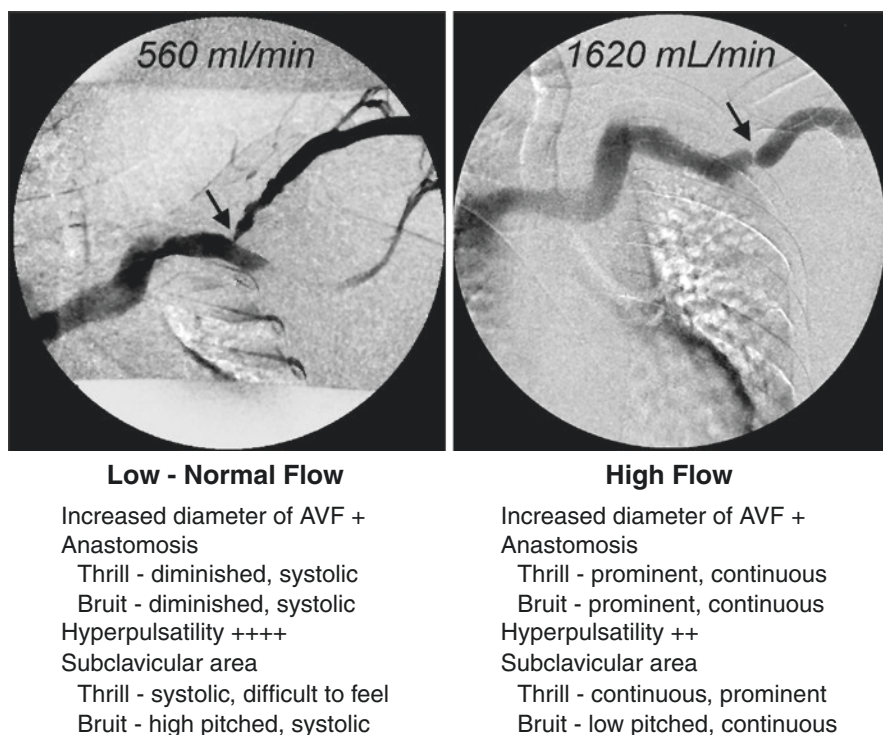 560 ml/min
1620 mL/min
Low - Normal Flow
Increased diameter of AVF +
Anastomosis
Thrill - diminished, systolic
Bruit - diminished, systolic
Hyperpulsatility ++++
Subclavicular area
Thrill - systolic, difficult to feel
Bruit - high pitched, systolic
High Flow
Increased diameter of AVF +
Anastomosis
Thrill - prominent, continuous
Bruit - prominent, continuous
Hyperpulsatility ++
Subclavicular area
Thrill - continuous, prominent
Bruit - low pitched, continuous